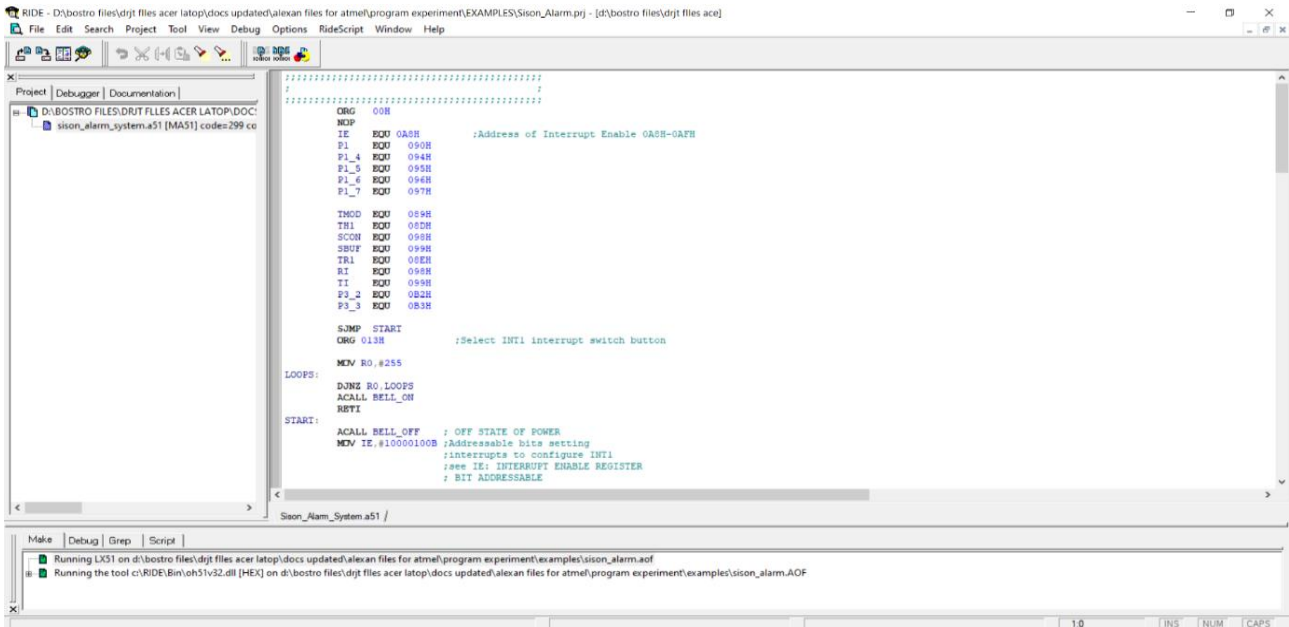 RIDE - D:\bostro files\drjt flles acer latop\docs updated\alexan files for atmel\program experiment\EXAMPLES\Sison_Alarm.prj - [d:\bostro files\drjt flles ace]
File Edit Search Project Tool View Debug Options RideScript Window Help
Project Debugger Documentation
D:\BOSTRO FILES\DRJT FLLES ACER LATOP\DOC:
sison_alarm_system.a51 [MA51] code=299 co
;;;;;;;;;;;;;;;;;;;;;;;;;;;;;;;;;;;;;;;;;;;;
; ;
;;;;;;;;;;;;;;;;;;;;;;;;;;;;;;;;;;;;;;;;;;;;
ORG 00H
NOP
IE EQU 0A8H ;Address of Interrupt Enable 0A8H-0AFH
P1 EQU 090H
P1_4 EQU 094H
P1_5 EQU 095H
P1_6 EQU 096H
P1_7 EQU 097H
TMOD EQU 089H
TH1 EQU 08DH
SCON EQU 098H
SBUF EQU 099H
TR1 EQU 08EH
RI EQU 098H
TI EQU 099H
P3_2 EQU 0B2H
P3_3 EQU 0B3H
SJMP START
ORG 013H ;Select INT1 interrupt switch button
MOV R0,#255
LOOPS:
DJNZ R0,LOOPS
ACALL BELL_ON
RETI
START:
ACALL BELL_OFF ; OFF STATE OF POWER
MOV IE,#10000100B ;Addressable bits setting
;interrupts to configure INT1
;see IE: INTERRUPT ENABLE REGISTER
; BIT ADDRESSABLE
Sison_Alarm_System.a51 /
Make Debug Grep Script
Running LX51 on d:\bostro files\drjt flles acer latop\docs updated\alexan files for atmel\program experiment\examples\sison_alarm.aof
Running the tool c:\RIDE\Bin\oh51v32.dll [HEX] on d:\bostro files\drjt flles acer latop\docs updated\alexan files for atmel\program experiment\examples\sison_alarm.AOF
1:0 INS NUM CAPS